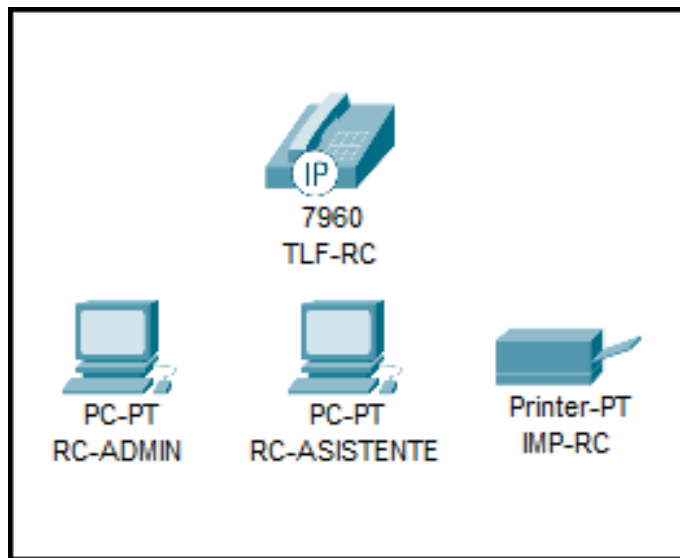 IP
7960
TLF-RC
PC-PT
RC-ADMIN
PC-PT
RC-ASISTENTE
Printer-PT
IMP-RC